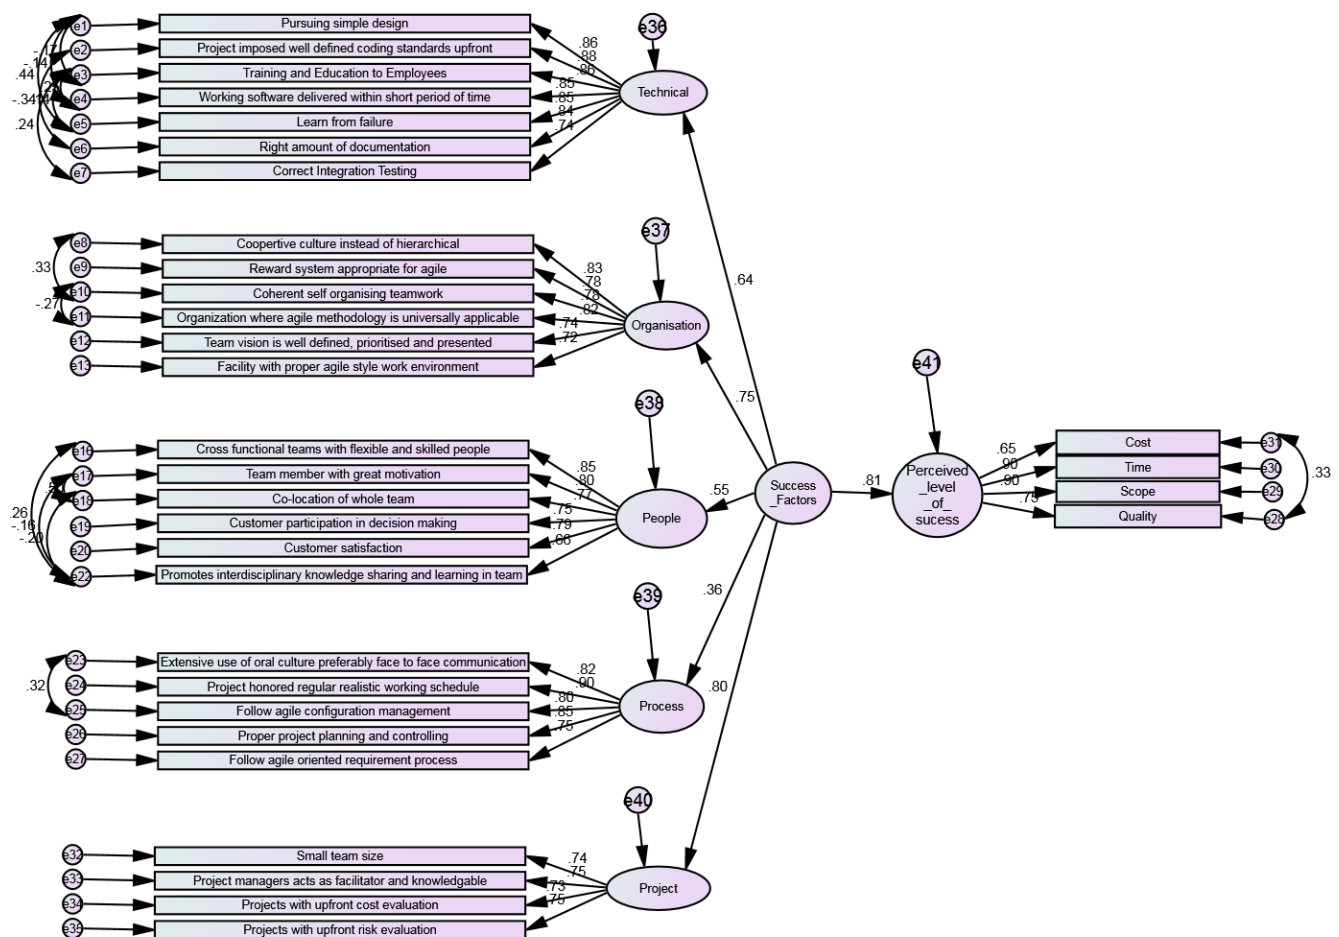 e1 Pursuing simple design
e2 Project imposed well defined coding standards upfront
e3 Training and Education to Employees
e4 Working software delivered within short period of time
e5 Learn from failure
e6 Right amount of documentation
e7 Correct Integration Testing
-.17
-.14
.44
.24
.86
.88
.86
.85
.85
.84
.74
e36
Technical
e8 Coopertive culture instead of hierarchical
e9 Reward system appropriate for agile
e10 Coherent self organising teamwork
e11 Organization where agile methodology is universally applicable
e12 Team vision is well defined, prioritised and presented
e13 Facility with proper agile style work environment
.33
-.27
.83
.78
.78
.82
.74
.72
e37
Organisation
e16 Cross functional teams with flexible and skilled people
e17 Team member with great motivation
e18 Co-location of whole team
e19 Customer participation in decision making
e20 Customer satisfaction
e22 Promotes interdisciplinary knowledge sharing and learning in team
.26
-.16
-.20
.85
.80
.77
.75
.79
.66
e38
People
e23 Extensive use of oral culture preferably face to face communication
e24 Project honored regular realistic working schedule
e25 Follow agile configuration management
e26 Proper project planning and controlling
e27 Follow agile oriented requirement process
.32
.82
.90
.80
.85
.75
e39
Process
e32 Small team size
e33 Project managers acts as facilitator and knowledgable
e34 Projects with upfront cost evaluation
e35 Projects with upfront risk evaluation
.74
.75
.73
.75
e40
Project
.64
.75
.55
.36
.80
Success
_Factors
.81
e41
Perceived
_level
_of_
sucess
.65
.90
.90
.75
Cost e31
Time e30
Scope e29
Quality e28
.33